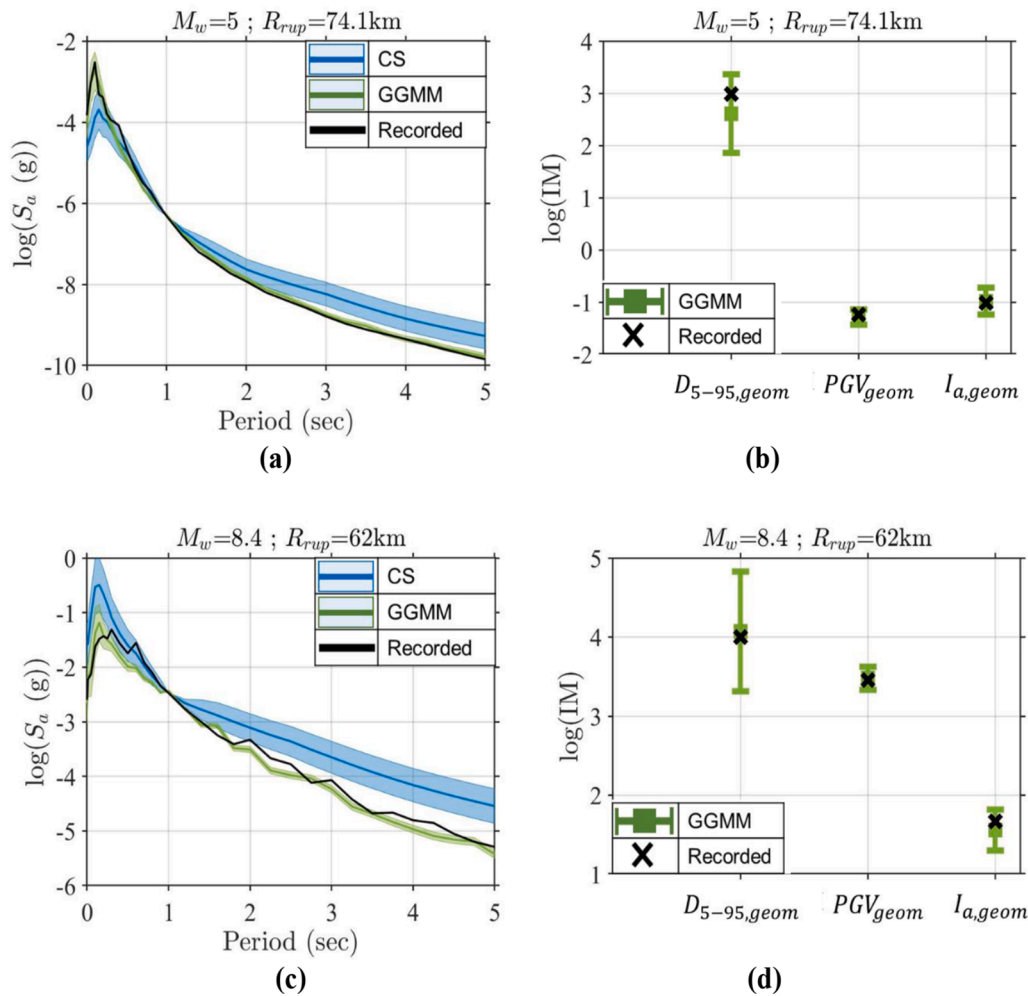 M_w=5 ; R_rup=74.1km
log(S_a (g))
-2
-4
-6
-8
-10
CS
GGMM
Recorded
0 1 2 3 4 5
Period (sec)
(a)
M_w=5 ; R_rup=74.1km
log(IM)
4
3
2
1
0
-1
-2
GGMM
Recorded
D_5−95,geom PGV_geom I_a,geom
(b)
M_w=8.4 ; R_rup=62km
log(S_a (g))
0
-1
-2
-3
-4
-5
-6
CS
GGMM
Recorded
0 1 2 3 4 5
Period (sec)
(c)
M_w=8.4 ; R_rup=62km
log(IM)
5
4
3
2
1
GGMM
Recorded
D_5−95,geom PGV_geom I_a,geom
(d)